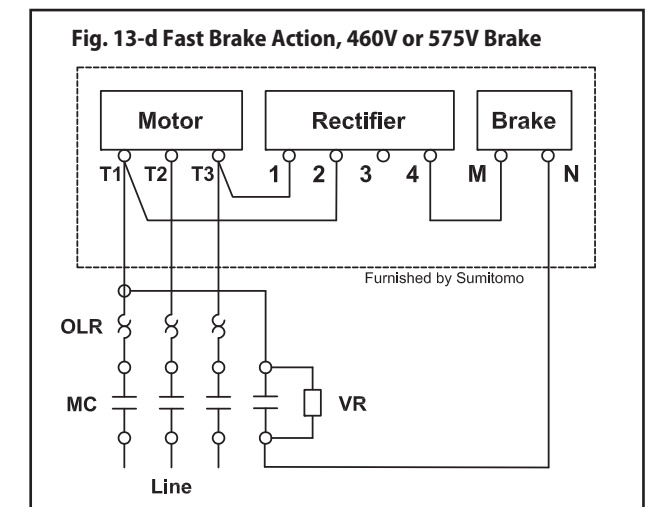 Fig. 13-d Fast Brake Action, 460V or 575V Brake
Motor Rectifier Brake
T1 T2 T3 1 2 3 4 M N
Furnished by Sumitomo
OLR
MC VR
Line